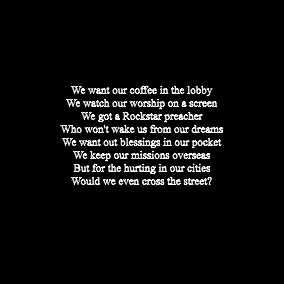 We want our coffee in the lobby
We watch our worship on a screen
We got a Rockstar preacher
Who won't wake us from our dreams
We want out blessings in our pocket
We keep our missions overseas
But for the hurting in our cities
Would we even cross the street?